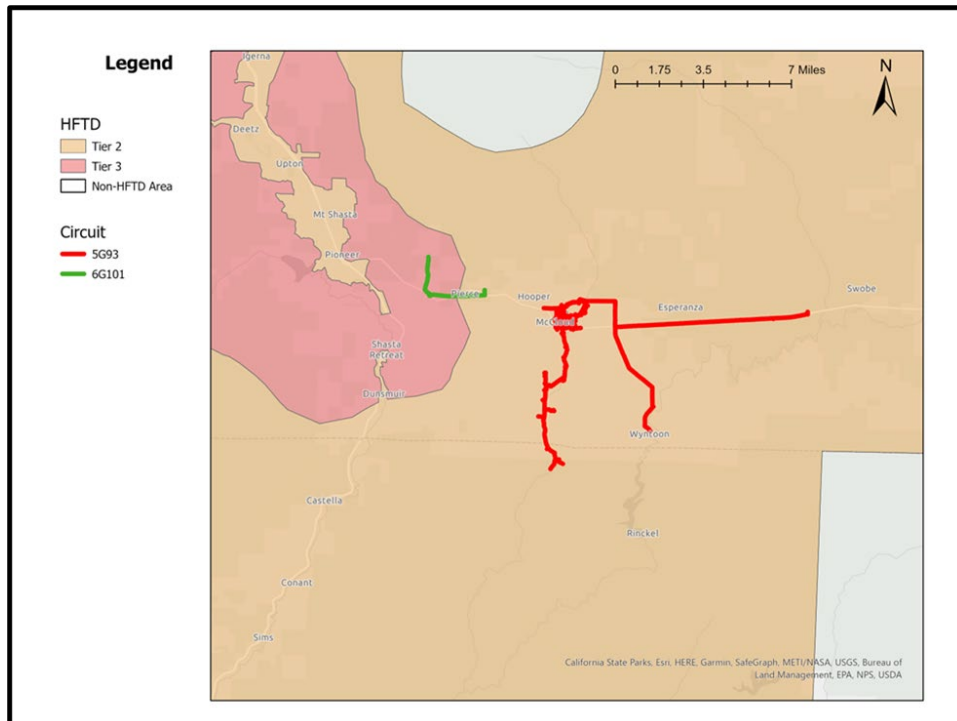 Legend
HFTD
Tier 2
Tier 3
Non-HFTD Area
Circuit
5G93
6G101
0 1.75 3.5 7 Miles
N
Igerna
Deetz
Upton
Mt Shasta
Pioneer
Pierce
Hooper
Esperanza
Swobe
McCloud
Shasta
Retreat
Dunsmuir
Wyntoon
Castella
Rinckel
Conant
Sims
California State Parks, Esri, HERE, Garmin, SafeGraph, METI/NASA, USGS, Bureau of
Land Management, EPA, NPS, USDA